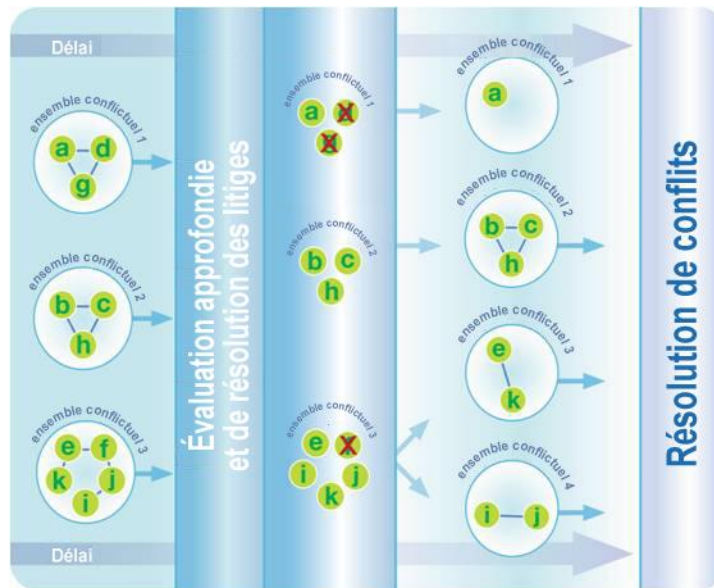 Délai
ensemble conflictuel 1
a d
g
ensemble conflictuel 2
b c
h
ensemble conflictuel 3
e f
k j
i
Délai
Évaluation approfondie
et de résolution des litiges
ensemble conflictuel 1
a
ensemble conflictuel 2
b c
h
ensemble conflictuel 3
e
i j
k
ensemble conflictuel 1
a
ensemble conflictuel 2
b c
h
ensemble conflictuel 3
e
k
ensemble conflictuel 4
i j
Résolution de conflits